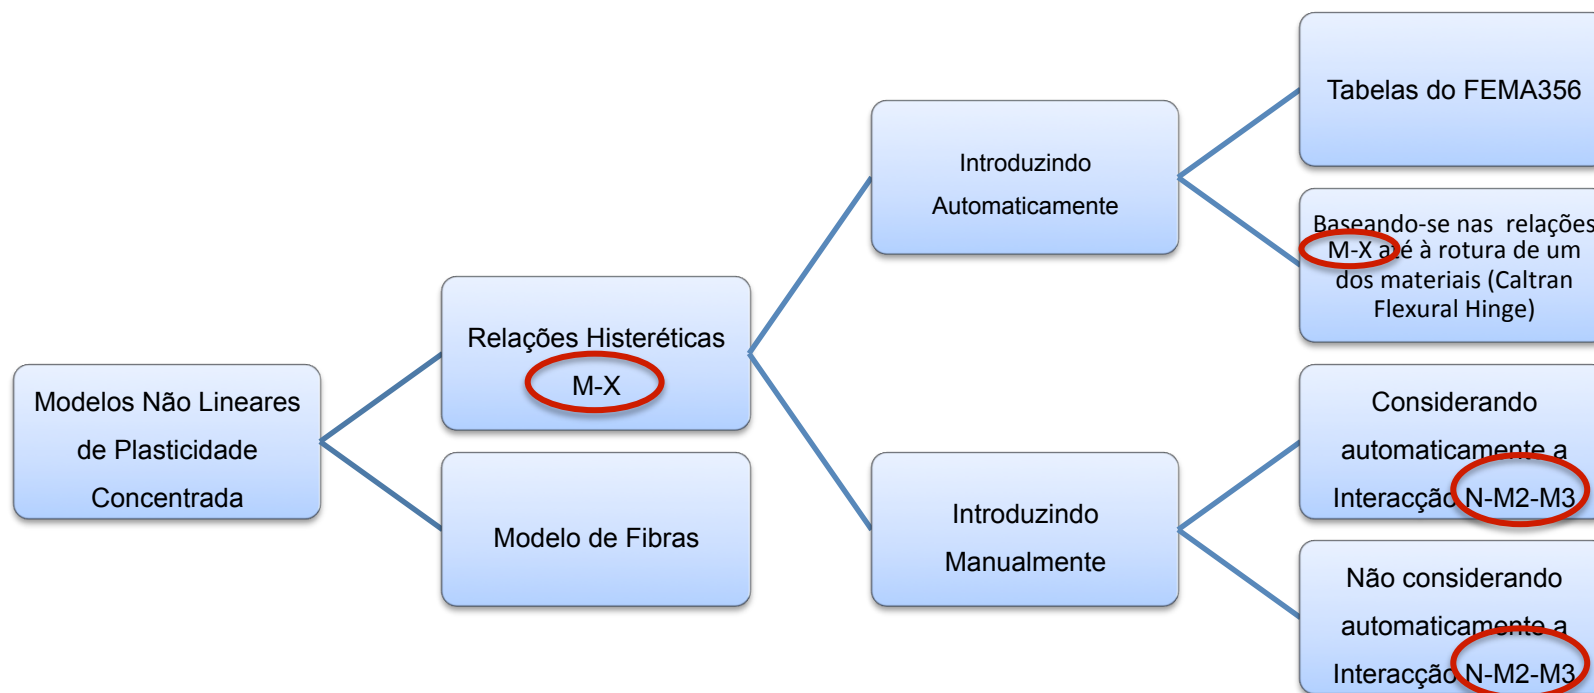 Modelos Não Lineares
de Plasticidade
Concentrada
Relações Histeréticas
M-X
Modelo de Fibras
Introduzindo
Automaticamente
Introduzindo
Manualmente
Tabelas do FEMA356
Baseando-se nas relações
M-X até à rotura de um
dos materiais (Caltran
Flexural Hinge)
Considerando
automaticamente a
Interacção N-M2-M3
Não considerando
automaticamente a
Interacção N-M2-M3